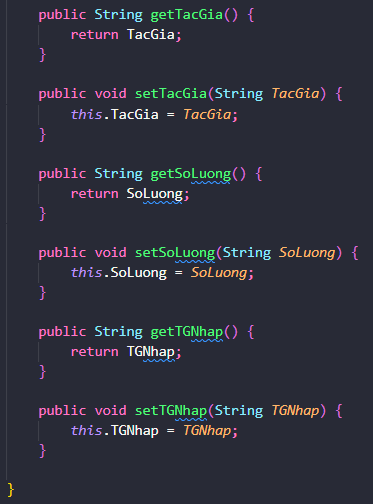 public String getTacGia() {
return TacGia;
}
public void setTacGia(String TacGia) {
this.TacGia = TacGia;
}
public String getSoLuong() {
return SoLuong;
}
public void setSoLuong(String SoLuong) {
this.SoLuong = SoLuong;
}
public String getTGNhap() {
return TGNhap;
}
public void setTGNhap(String TGNhap) {
this.TGNhap = TGNhap;
}
}